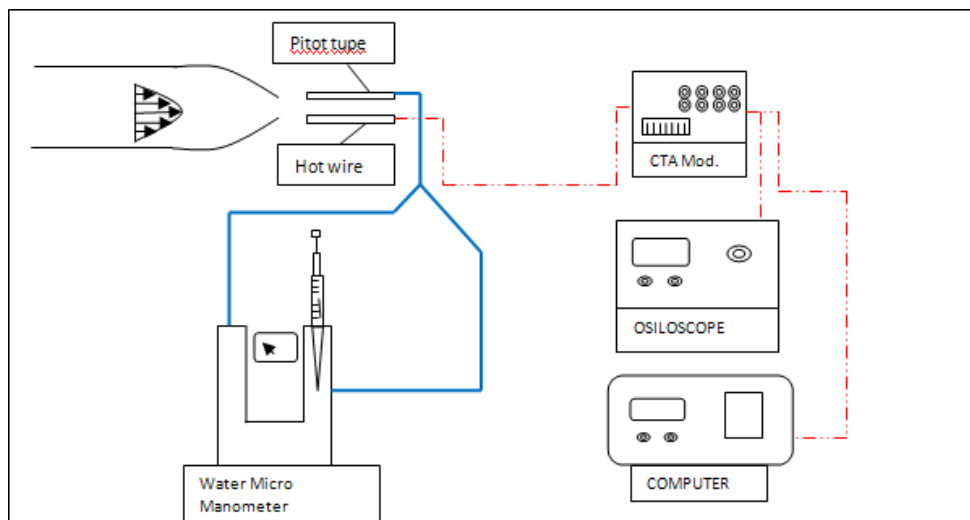 Pitot tupe
Hot wire
CTA Mod.
OSILOSCOPE
Water Micro
Manometer
COMPUTER